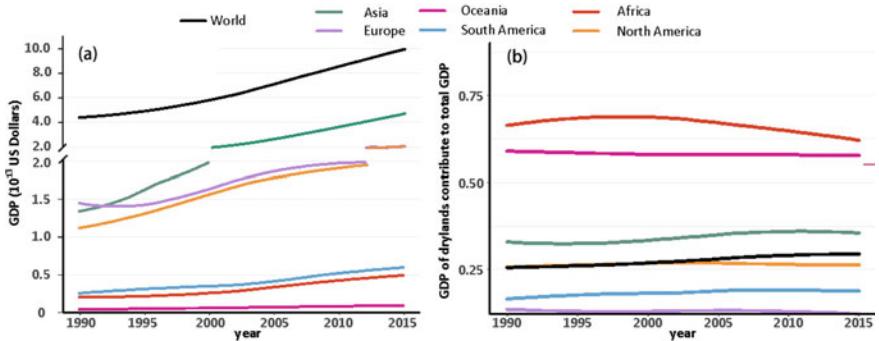 World
Asia
Oceania
Africa
Europe
South America
North America
(a)
GDP (10¹³ US Dollars)
10.0
8.0
6.0
4.0
2.0
2.0
1.5
1.0
0.5
0
1990 1995 2000 2005 2010 2015
year
(b)
GDP of drylands contribute to total GDP
0.75
0.50
0.25
1990 1995 2000 2005 2010 2015
year